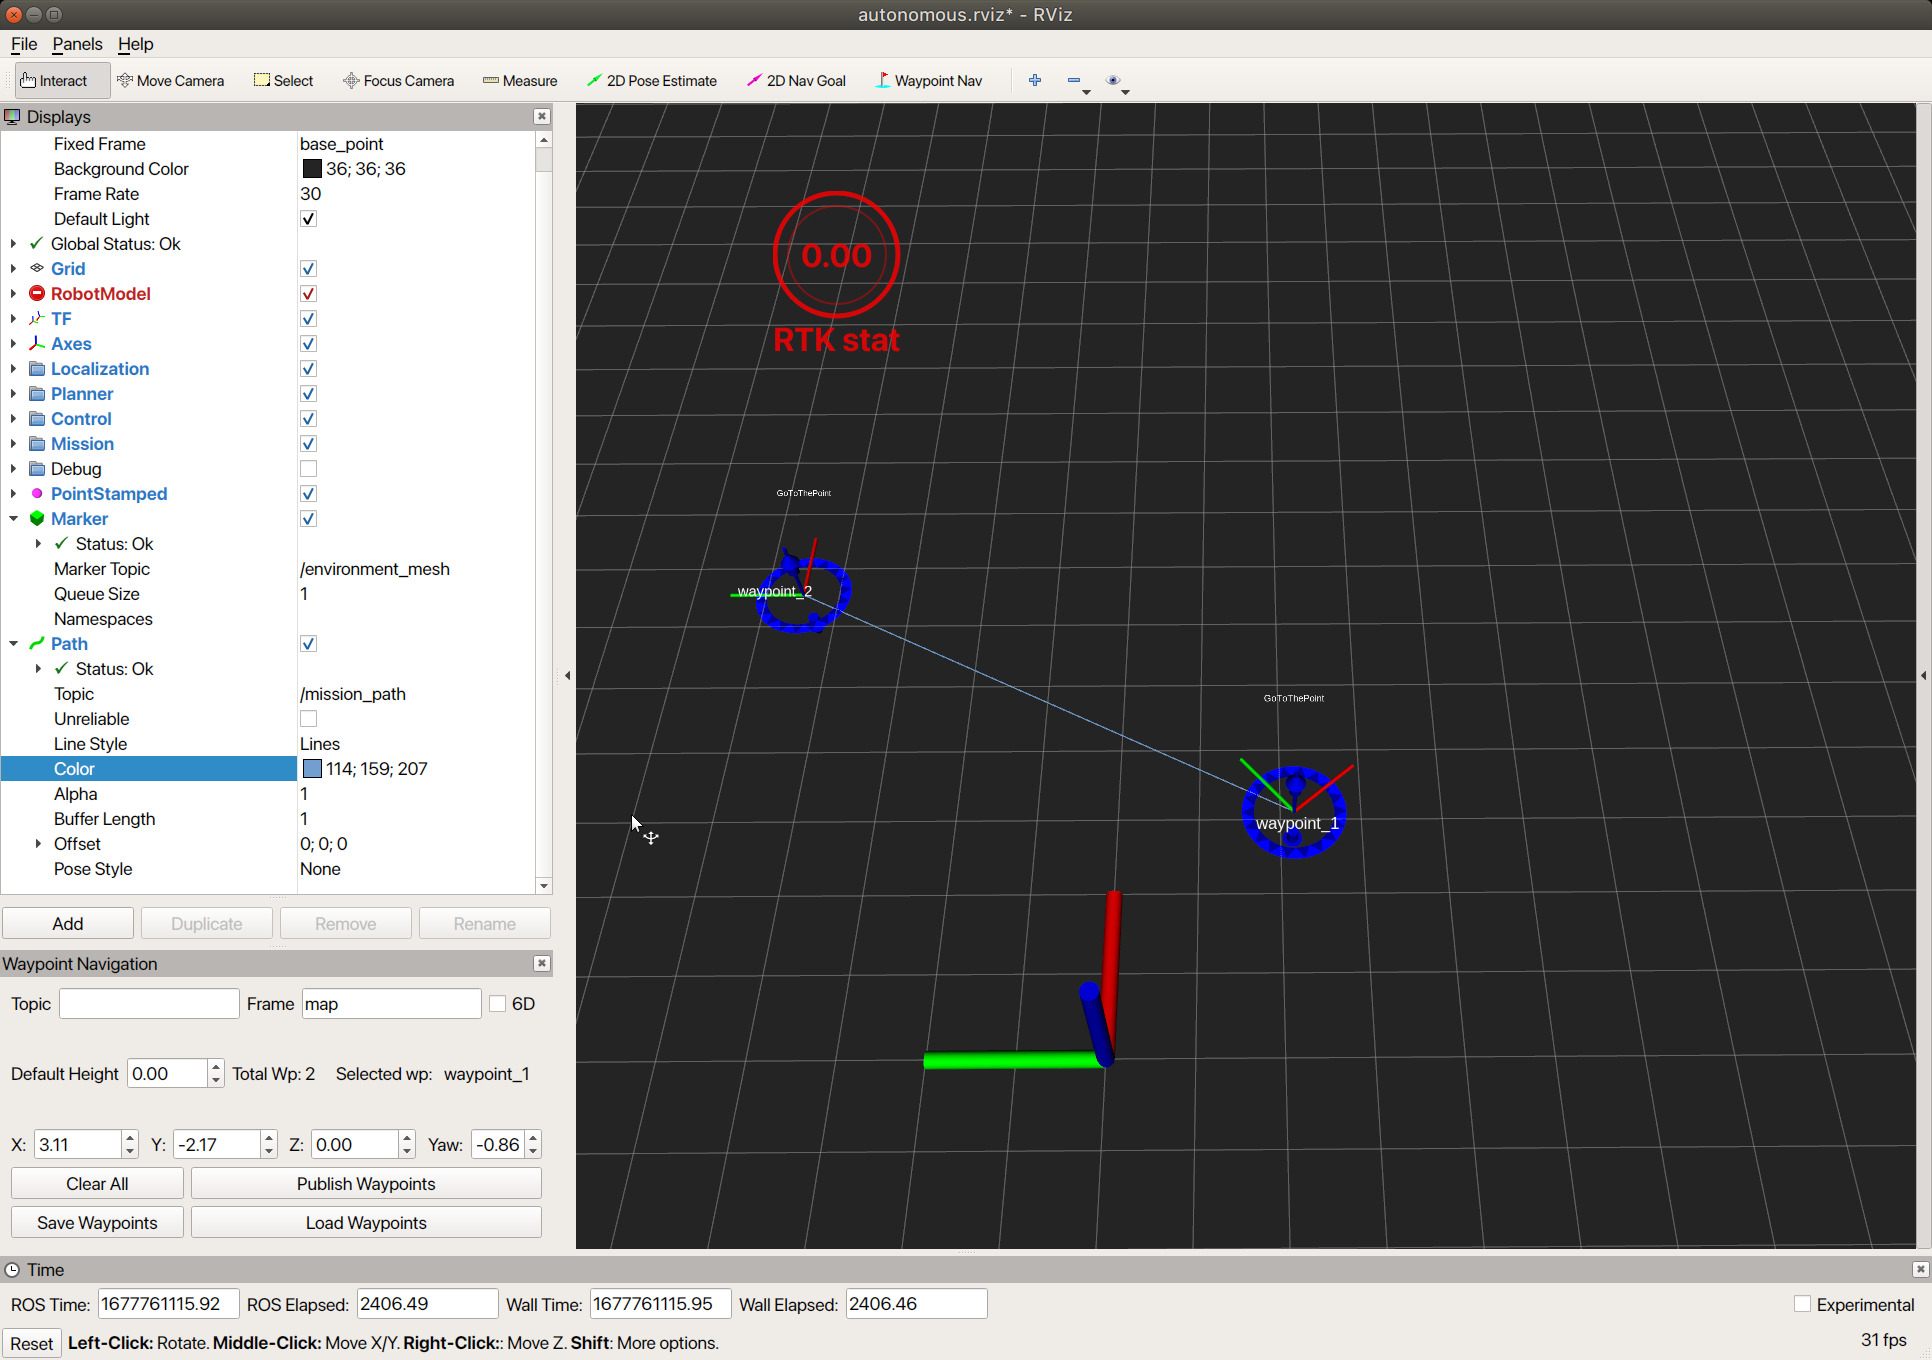 autonomous.rviz* - RViz
File Panels Help
Interact Move Camera Select Focus Camera Measure 2D Pose Estimate 2D Nav Goal Waypoint Nav
Displays
Fixed Frame base_point
Background Color 36; 36; 36
Frame Rate 30
Default Light
Global Status: Ok
Grid
RobotModel
TF
Axes
Localization
Planner
Control
Mission
Debug
PointStamped
Marker
Status: Ok
Marker Topic /environment_mesh
Queue Size 1
Namespaces
Path
Status: Ok
Topic /mission_path
Unreliable
Line Style Lines
Color 114; 159; 207
Alpha 1
Buffer Length 1
Offset 0; 0; 0
Pose Style None
Add Duplicate Remove Rename
Waypoint Navigation
Topic Frame map 6D
Default Height 0.00 Total Wp: 2 Selected wp: waypoint_1
X: 3.11 Y: -2.17 Z: 0.00 Yaw: -0.86
Clear All Publish Waypoints
Save Waypoints Load Waypoints
0.00
RTK stat
GoToThePoint
waypoint_2
GoToThePoint
waypoint_1
Time
ROS Time: 1677761115.92 ROS Elapsed: 2406.49 Wall Time: 1677761115.95 Wall Elapsed: 2406.46 Experimental
Reset Left-Click: Rotate. Middle-Click: Move X/Y. Right-Click:: Move Z. Shift: More options. 31 fps